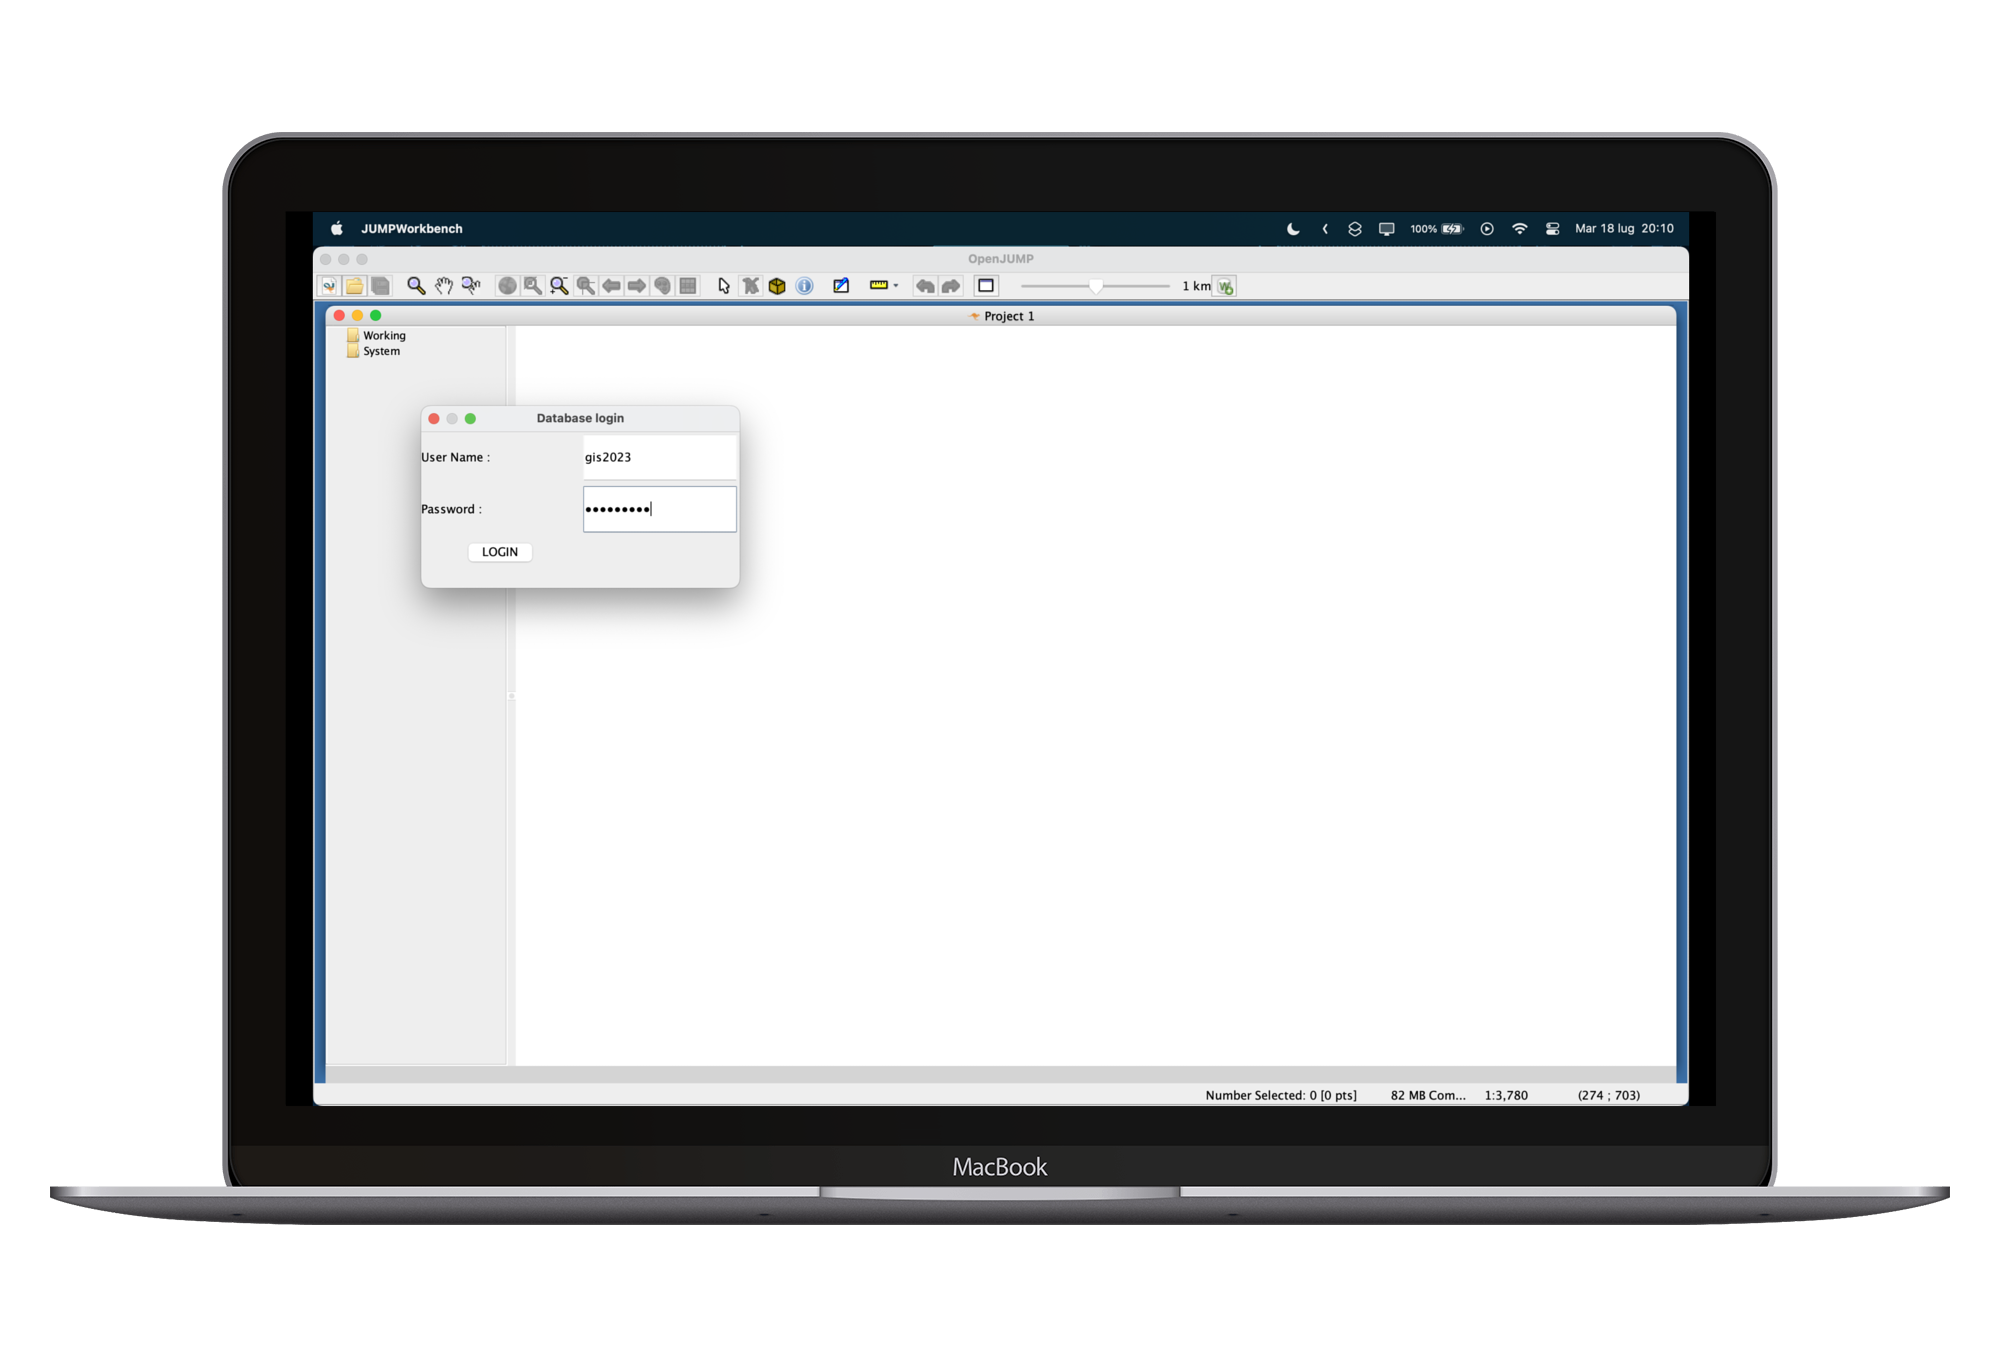 JUMPWorkbench 100% Mar 18 lug 20:10
OpenJUMP
1 km
Project 1
Working
System
Database login
User Name : gis2023
Password : •••••••••
LOGIN
Number Selected: 0 [0 pts] 82 MB Com... 1:3,780 (274 ; 703)
MacBook